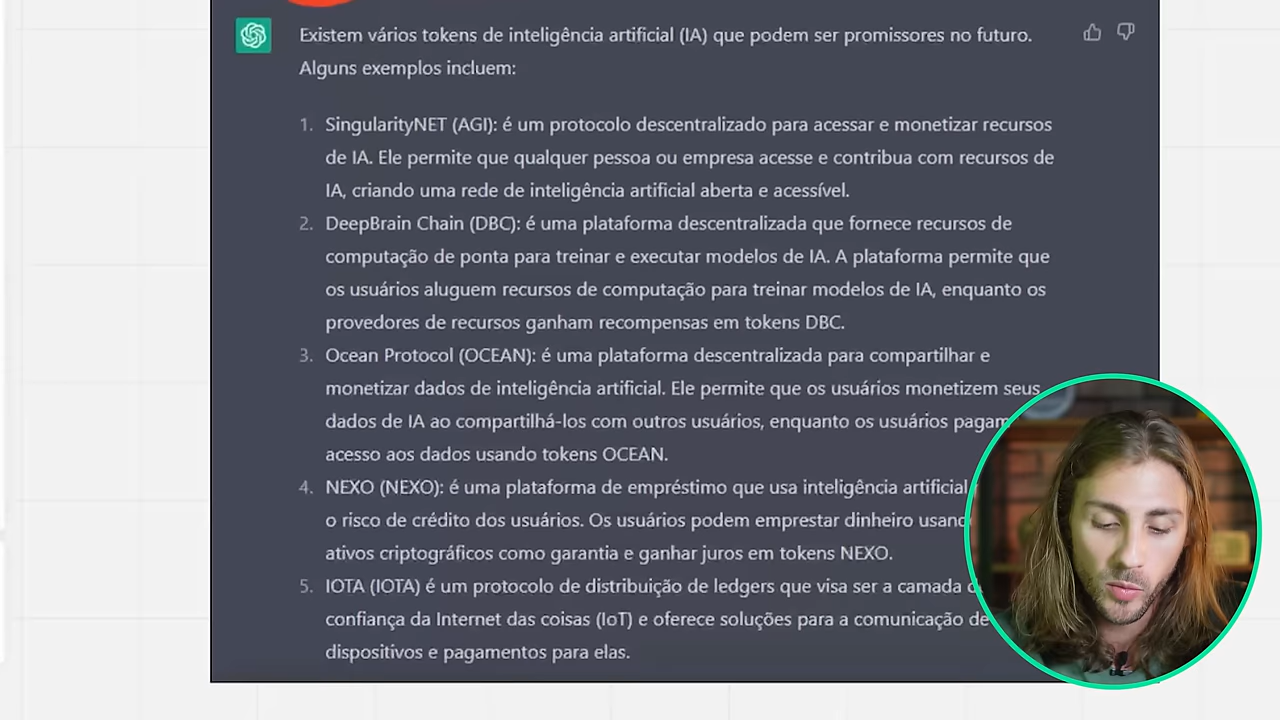 Existem vários tokens de inteligência artificial (IA) que podem ser promissores no futuro.
Alguns exemplos incluem:
1. SingularityNET (AGI): é um protocolo descentralizado para acessar e monetizar recursos
de IA. Ele permite que qualquer pessoa ou empresa acesse e contribua com recursos de
IA, criando uma rede de inteligência artificial aberta e acessível.
2. DeepBrain Chain (DBC): é uma plataforma descentralizada que fornece recursos de
computação de ponta para treinar e executar modelos de IA. A plataforma permite que
os usuários aluguem recursos de computação para treinar modelos de IA, enquanto os
provedores de recursos ganham recompensas em tokens DBC.
3. Ocean Protocol (OCEAN): é uma plataforma descentralizada para compartilhar e
monetizar dados de inteligência artificial. Ele permite que os usuários monetizem seus
dados de IA ao compartilhá-los com outros usuários, enquanto os usuários pagam
acesso aos dados usando tokens OCEAN.
4. NEXO (NEXO): é uma plataforma de empréstimo que usa inteligência artificial
o risco de crédito dos usuários. Os usuários podem emprestar dinheiro
ativos criptográficos como garantia e ganhar juros em tokens NEXO.
5. IOTA (IOTA) é um protocolo de distribuição de ledgers que visa ser a camada
confiança da Internet das coisas (IoT) e oferece soluções para a comunicação de
dispositivos e pagamentos para elas.